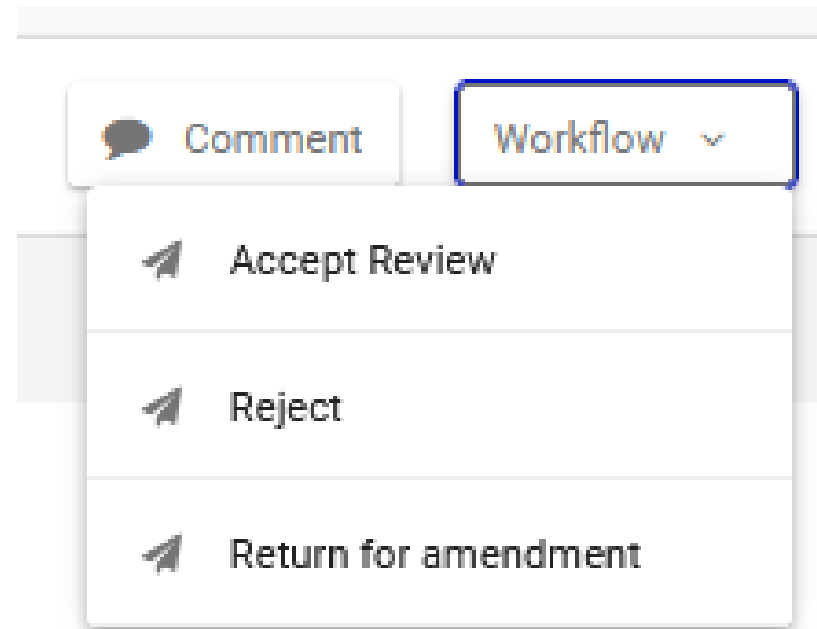 Comment
Workflow
Accept Review
Reject
Return for amendment